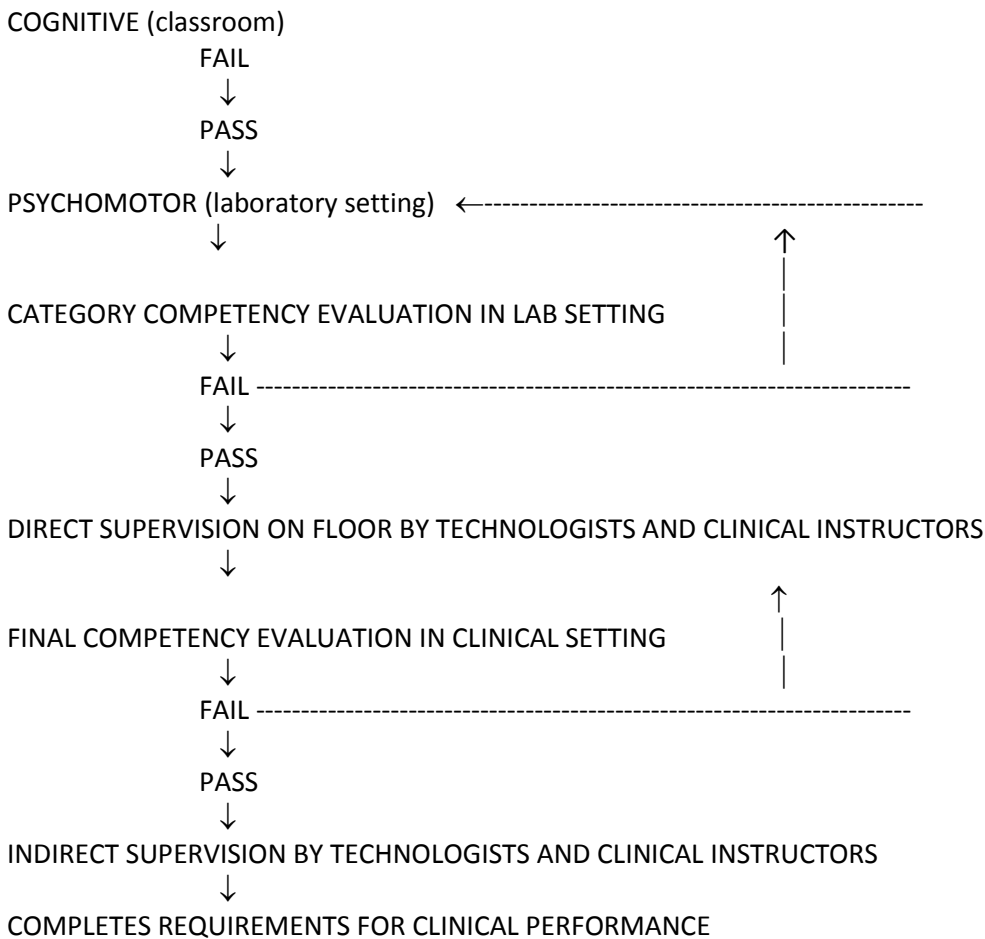 COGNITIVE (classroom)
FAIL
↓
PASS
↓
PSYCHOMOTOR (laboratory setting) ←-------------------------------------------------
↓ ↑
CATEGORY COMPETENCY EVALUATION IN LAB SETTING
↓
FAIL -------------------------------------------------------------------------
↓
PASS
↓
DIRECT SUPERVISION ON FLOOR BY TECHNOLOGISTS AND CLINICAL INSTRUCTORS
↓
↑
FINAL COMPETENCY EVALUATION IN CLINICAL SETTING
↓
FAIL -------------------------------------------------------------------------
↓
PASS
↓
INDIRECT SUPERVISION BY TECHNOLOGISTS AND CLINICAL INSTRUCTORS
↓
COMPLETES REQUIREMENTS FOR CLINICAL PERFORMANCE